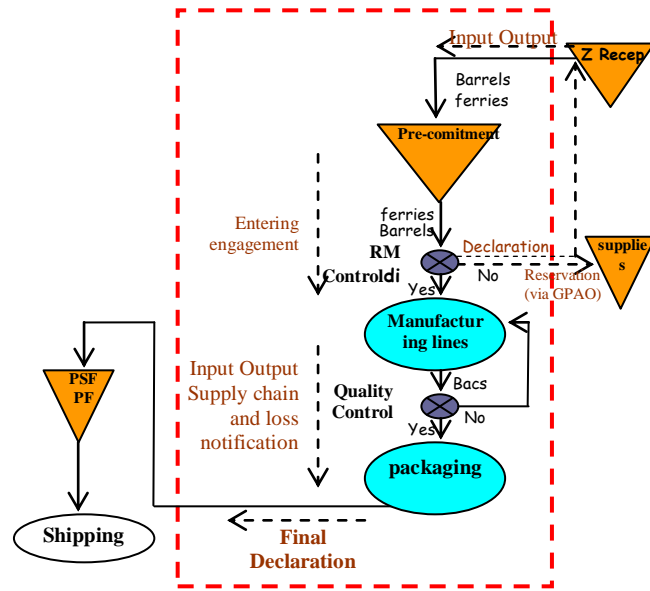 Input Output
Z Recep
Barrels
ferries
Pre-comitment
Entering
engagement
ferries
Barrels
RM
Controldi
Declaration
No
Reservation
(via GPAO)
supplie
s
Yes
Manufactur
ing lines
Input Output
Supply chain
and loss
notification
PSF
PF
Bacs
Quality
Control
No
Yes
packaging
Shipping
Final
Declaration